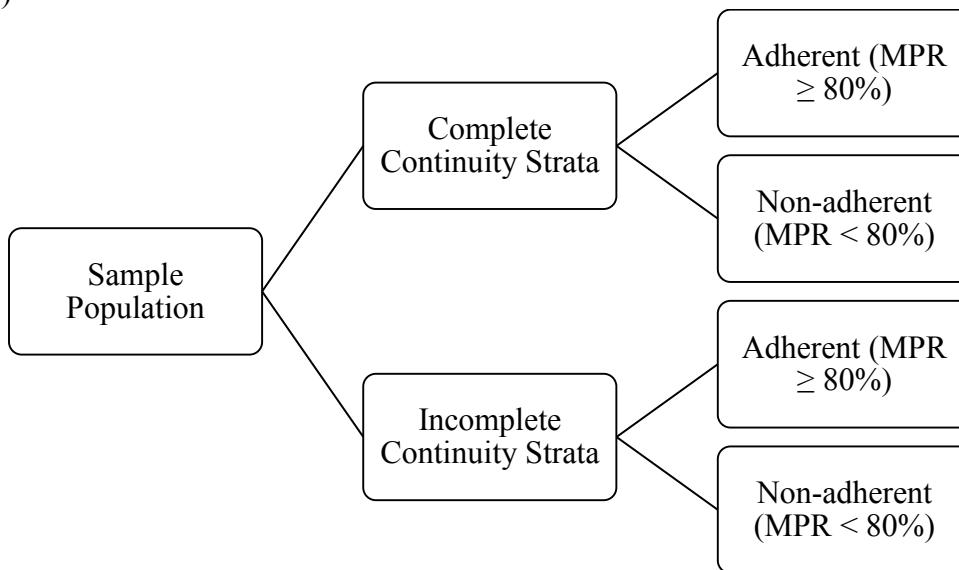 )
Adherent (MPR
≥ 80%)
Complete
Continuity Strata
Non-adherent
(MPR < 80%)
Sample
Population
Adherent (MPR
≥ 80%)
Incomplete
Continuity Strata
Non-adherent
(MPR < 80%)